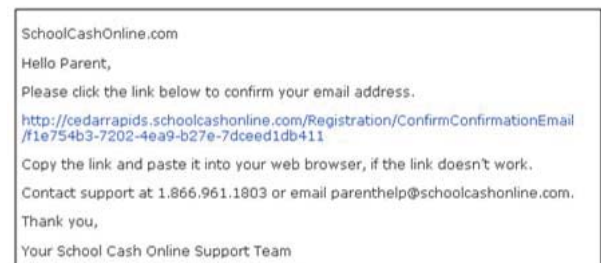 SchoolCashOnline.com
Hello Parent,
Please click the link below to confirm your email address.
http://cedarrapids.schoolcashonline.com/Registration/ConfirmConfirmationEmail
/f1e754b3-7202-4ea9-b27e-7dceed1db411
Copy the link and paste it into your web browser, if the link doesn't work.
Contact support at 1.866.961.1803 or email parenthelp@schoolcashonline.com.
Thank you,
Your School Cash Online Support Team